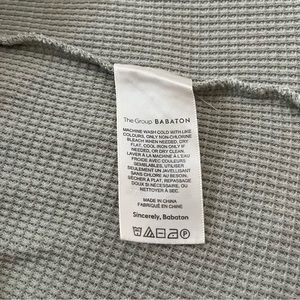 The Group BABATON
MACHINE WASH COLD WITH LIKE
COLOURS, ONLY NON-CHLORINE
BLEACH WHEN NEEDED. DRY
FLAT. COOL IRON ONLY IF
NEEDED, OR DRY CLEAN.
LAVER À LA MACHINE À L'EAU
FROIDE AVEC COULEURS
SEMBLABLES, SEULEMENT
UTILISANT UN JAVELLISANT
SANS CHLORE AU BESOIN.
SÉCHER À PLAT. REPASSAGE
DOUX SI NÉCESSAIRE, OU
NETTOYER À SEC.
MADE IN CHINA
FABRIQUÉ EN CHINE
Sincerely, Babaton